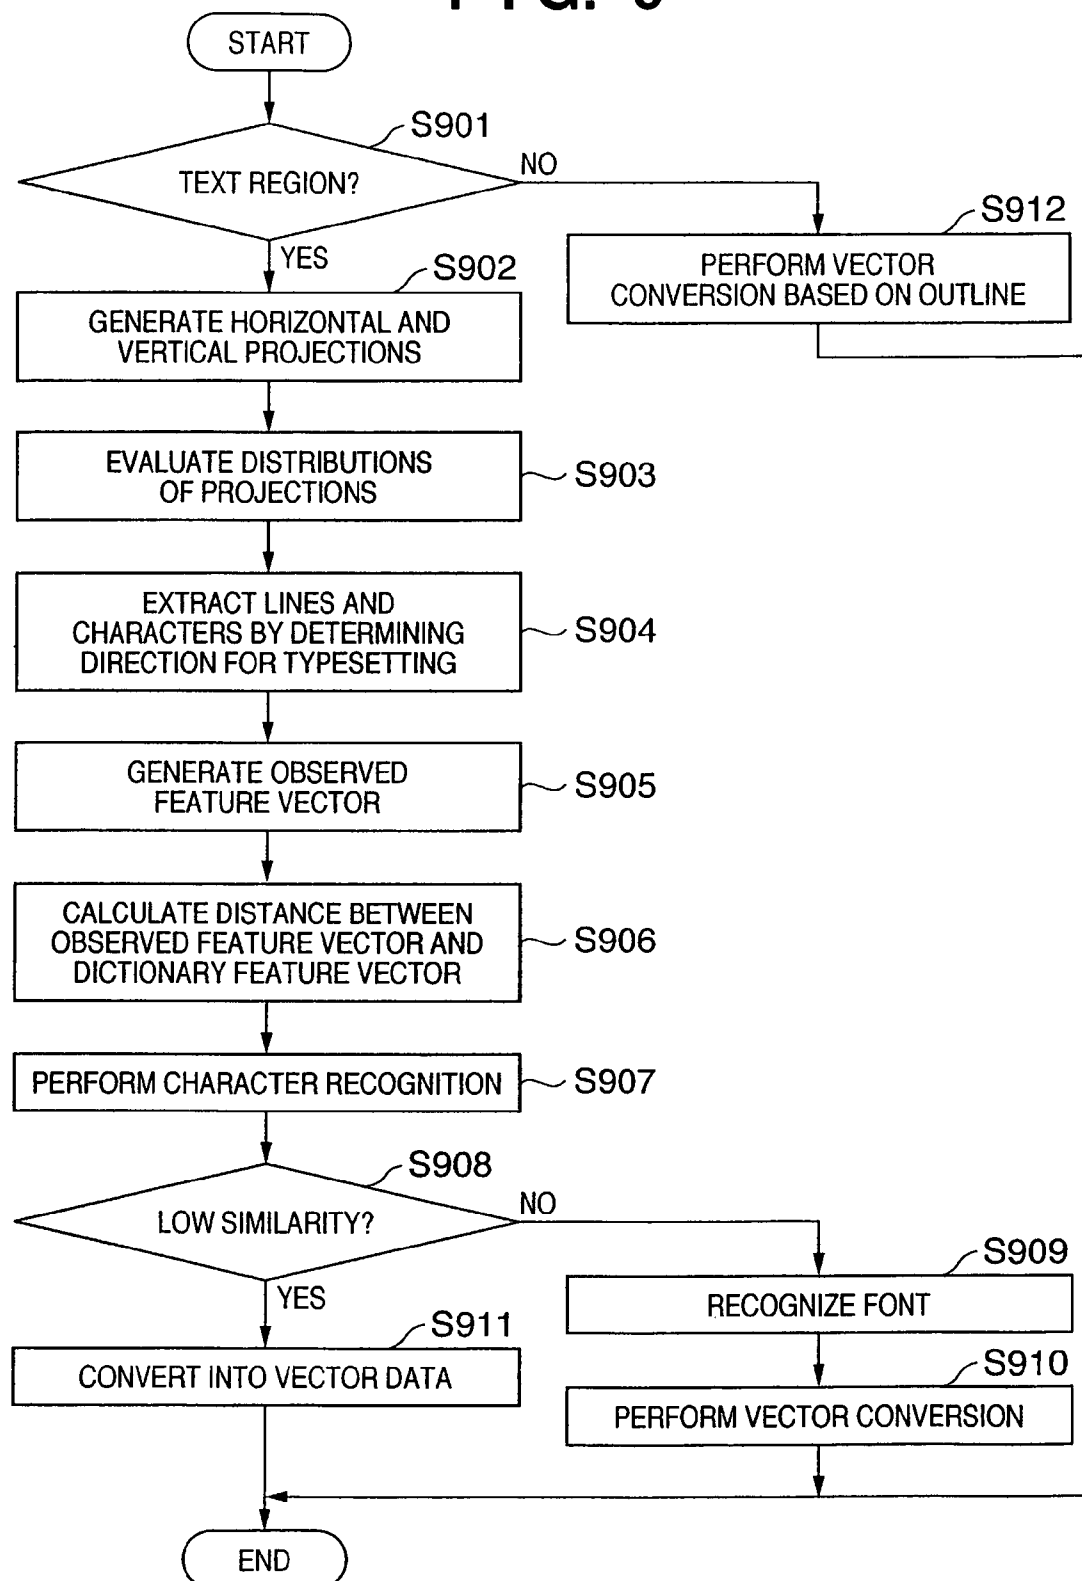 START
S901
TEXT REGION?
NO
YES
S912
PERFORM VECTOR
CONVERSION BASED ON OUTLINE
S902
GENERATE HORIZONTAL AND
VERTICAL PROJECTIONS
EVALUATE DISTRIBUTIONS
OF PROJECTIONS
S903
EXTRACT LINES AND
CHARACTERS BY DETERMINING
DIRECTION FOR TYPESETTING
S904
GENERATE OBSERVED
FEATURE VECTOR
S905
CALCULATE DISTANCE BETWEEN
OBSERVED FEATURE VECTOR AND
DICTIONARY FEATURE VECTOR
S906
PERFORM CHARACTER RECOGNITION
S907
S908
LOW SIMILARITY?
NO
YES
S909
RECOGNIZE FONT
S911
CONVERT INTO VECTOR DATA
S910
PERFORM VECTOR CONVERSION
END